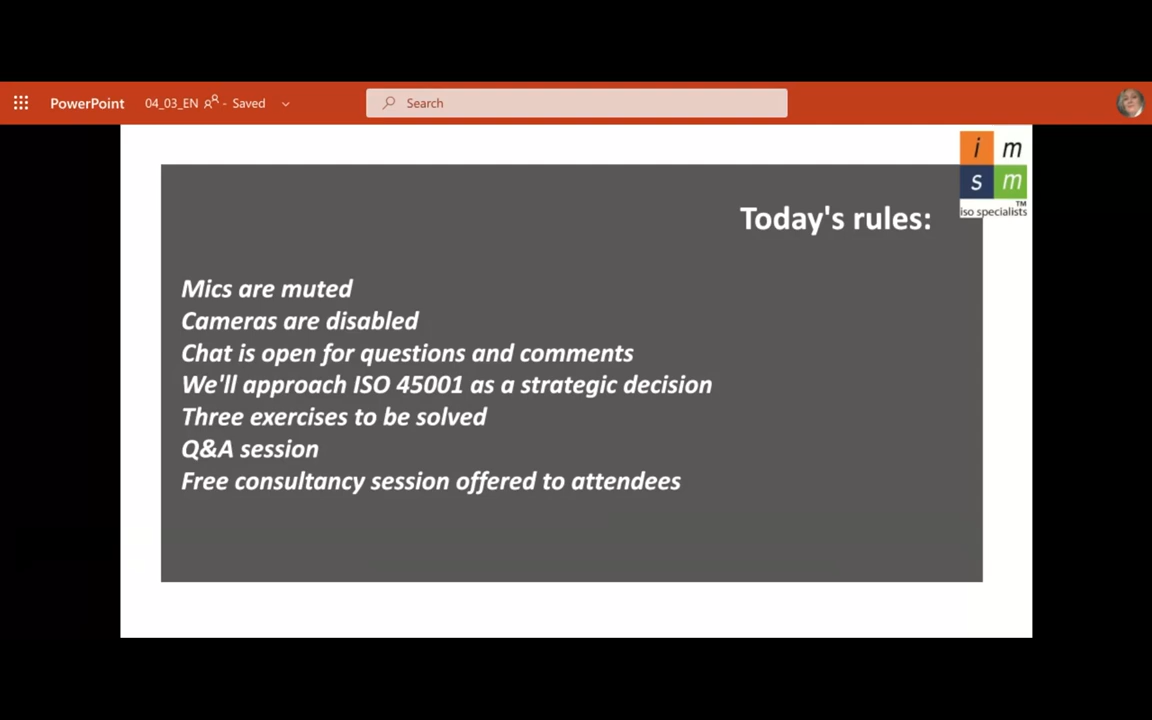 PowerPoint 04_03_EN - Saved Search
i m
s m
TM
iso specialists
Today's rules:
Mics are muted
Cameras are disabled
Chat is open for questions and comments
We'll approach ISO 45001 as a strategic decision
Three exercises to be solved
Q&A session
Free consultancy session offered to attendees